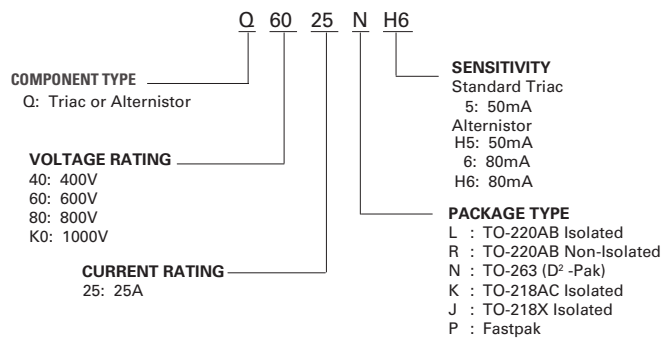 Q 60 25 N H6
COMPONENT TYPE
Q: Triac or Alternistor
VOLTAGE RATING
40: 400V
60: 600V
80: 800V
K0: 1000V
CURRENT RATING
25: 25A
SENSITIVITY
Standard Triac
5: 50mA
Alternistor
H5: 50mA
6: 80mA
H6: 80mA
PACKAGE TYPE
L : TO-220AB Isolated
R : TO-220AB Non-Isolated
N : TO-263 (D² -Pak)
K : TO-218AC Isolated
J : TO-218X Isolated
P : Fastpak